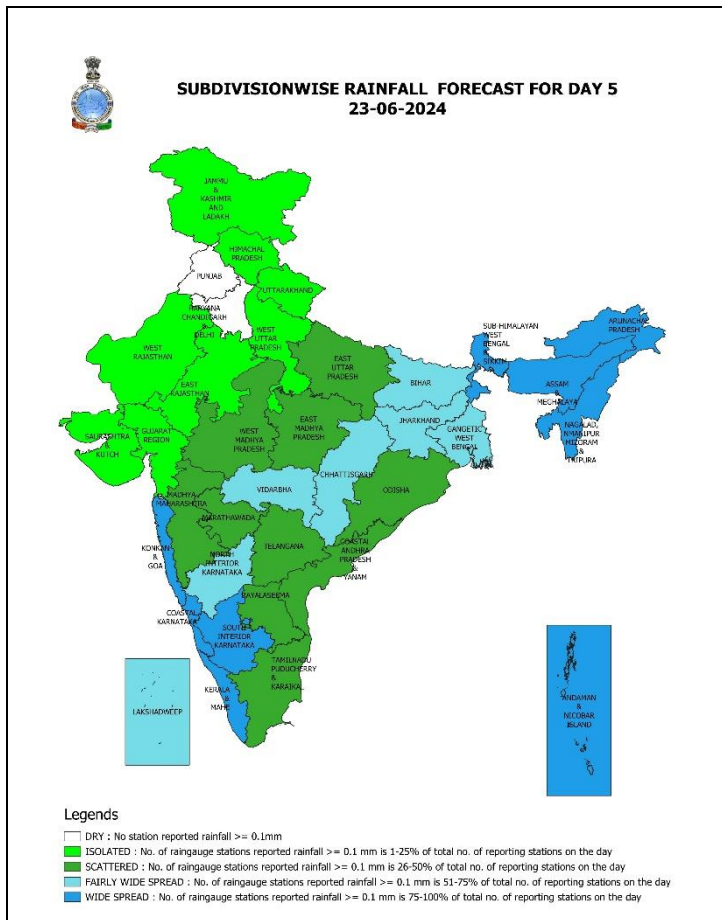 SUBDIVISIONWISE RAINFALL FORECAST FOR DAY 5
23-06-2024
JAMMU
&
KASHMIR
AND
LADAKH
HIMACHAL
PRADESH
PUNJAB
UTTARAKHAND
HARYANA
CHANDIGARH
&
DELHI
WEST
UTTAR
PRADESH
WEST
RAJASTHAN
EAST
RAJASTHAN
EAST
UTTAR
PRADESH
SUB-HIMALAYAN
WEST
BENGAL
&
SIKKIM
ARUNACHAL
PRADESH
BIHAR
ASSAM
&
MEGHALAYA
NAGALAD,
NMANIPUR
MIZORAM
&
TRIPURA
JHARKHAND
GANGETIC
WEST
BENGAL
SAURASHTRA
&
KUTCH
GUJARAT
REGION
WEST
MADHYA
PRADESH
EAST
MADHYA
PRADESH
CHHATTISGARH
VIDARBHA
ODISHA
MADHYA
MAHARASHTRA
MARATHAWADA
KONKAN
&
GOA
TELANGANA
COASTAL
ANDHRA
PRADESH
&
YANAM
NORTH
INTERIOR
KARNATAKA
RAYALASEEMA
COASTAL
KARNATAKA
SOUTH
INTERIOR
KARNATAKA
TAMILNADU
PUDUCHERRY
&
KARAIKAL
KERALA
&
MAHE
LAKSHADWEEP
ANDAMAN
&
NICOBAR
ISLAND
Legends
DRY : No station reported rainfall >= 0.1mm
ISOLATED : No. of raingauge stations reported rainfall >= 0.1 mm is 1-25% of total no. of reporting stations on the day
SCATTERED : No. of raingauge stations reported rainfall >= 0.1 mm is 26-50% of total no. of reporting stations on the day
FAIRLY WIDE SPREAD : No. of raingauge stations reported rainfall >= 0.1 mm is 51-75% of total no. of reporting stations on the day
WIDE SPREAD : No. of raingauge stations reported rainfall >= 0.1 mm is 75-100% of total no. of reporting stations on the day